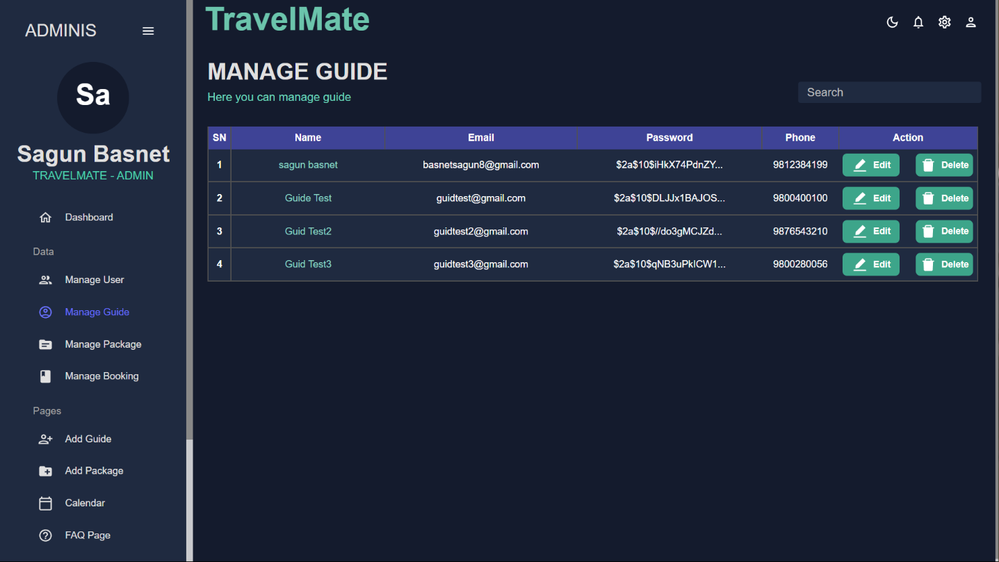 ADMINIS
Sa
Sagun Basnet
TRAVELMATE - ADMIN
Dashboard
Data
Manage User
Manage Guide
Manage Package
Manage Booking
Pages
Add Guide
Add Package
Calendar
FAQ Page
TravelMate
MANAGE GUIDE
Here you can manage guide
Search
SN Name Email Password Phone Action
1 sagun basnet basnetsagun8@gmail.com $2a$10$iHkX74PdnZY... 9812384199 Edit Delete
2 Guide Test guidtest@gmail.com $2a$10$DLJJx1BAJOS... 9800400100 Edit Delete
3 Guid Test2 guidtest2@gmail.com $2a$10$//do3gMCJZd... 9876543210 Edit Delete
4 Guid Test3 guidtest3@gmail.com $2a$10$qNB3uPkICW1... 9800280056 Edit Delete